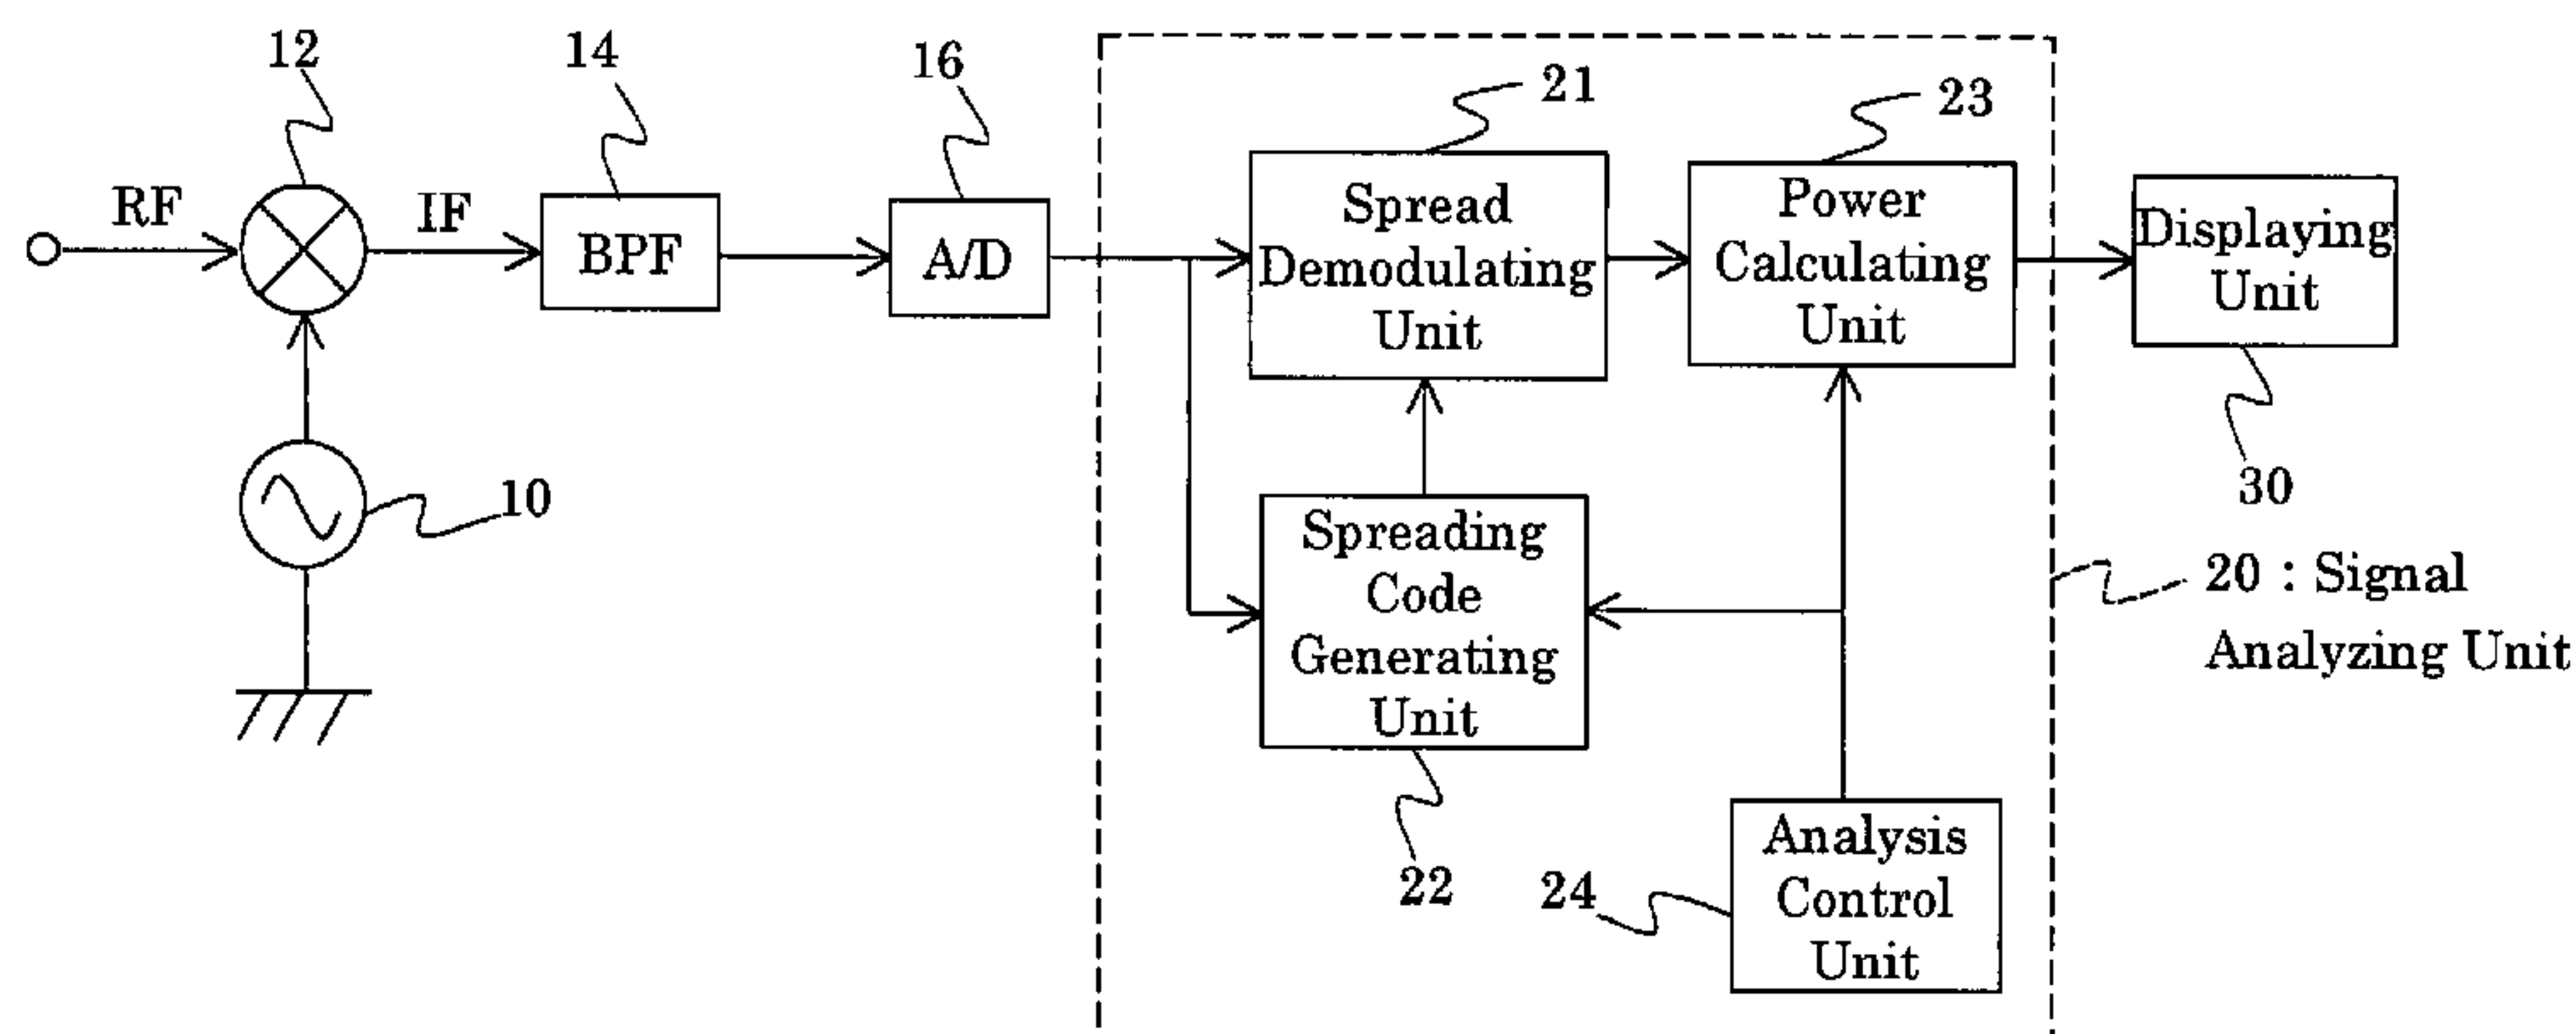 12
14
16
21
23
RF
IF
BPF
A/D
Spread
Demodulating
Unit
Power
Calculating
Unit
Displaying
Unit
10
30
Spreading
Code
Generating
Unit
20 : Signal
Analyzing Unit
22
24
Analysis
Control
Unit